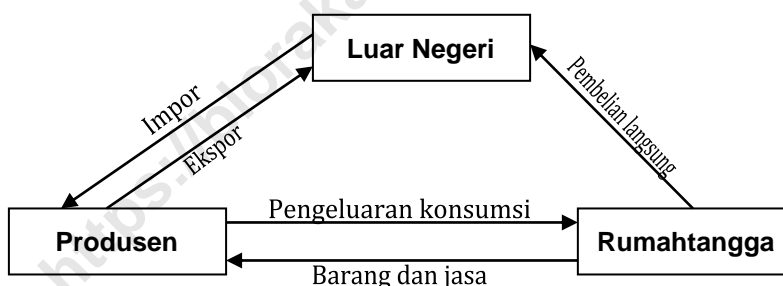 Luar Negeri
Impor
Ekspor
Pembelian langsung
Pengeluaran konsumsi
Produsen
Rumahtangga
Barang dan jasa